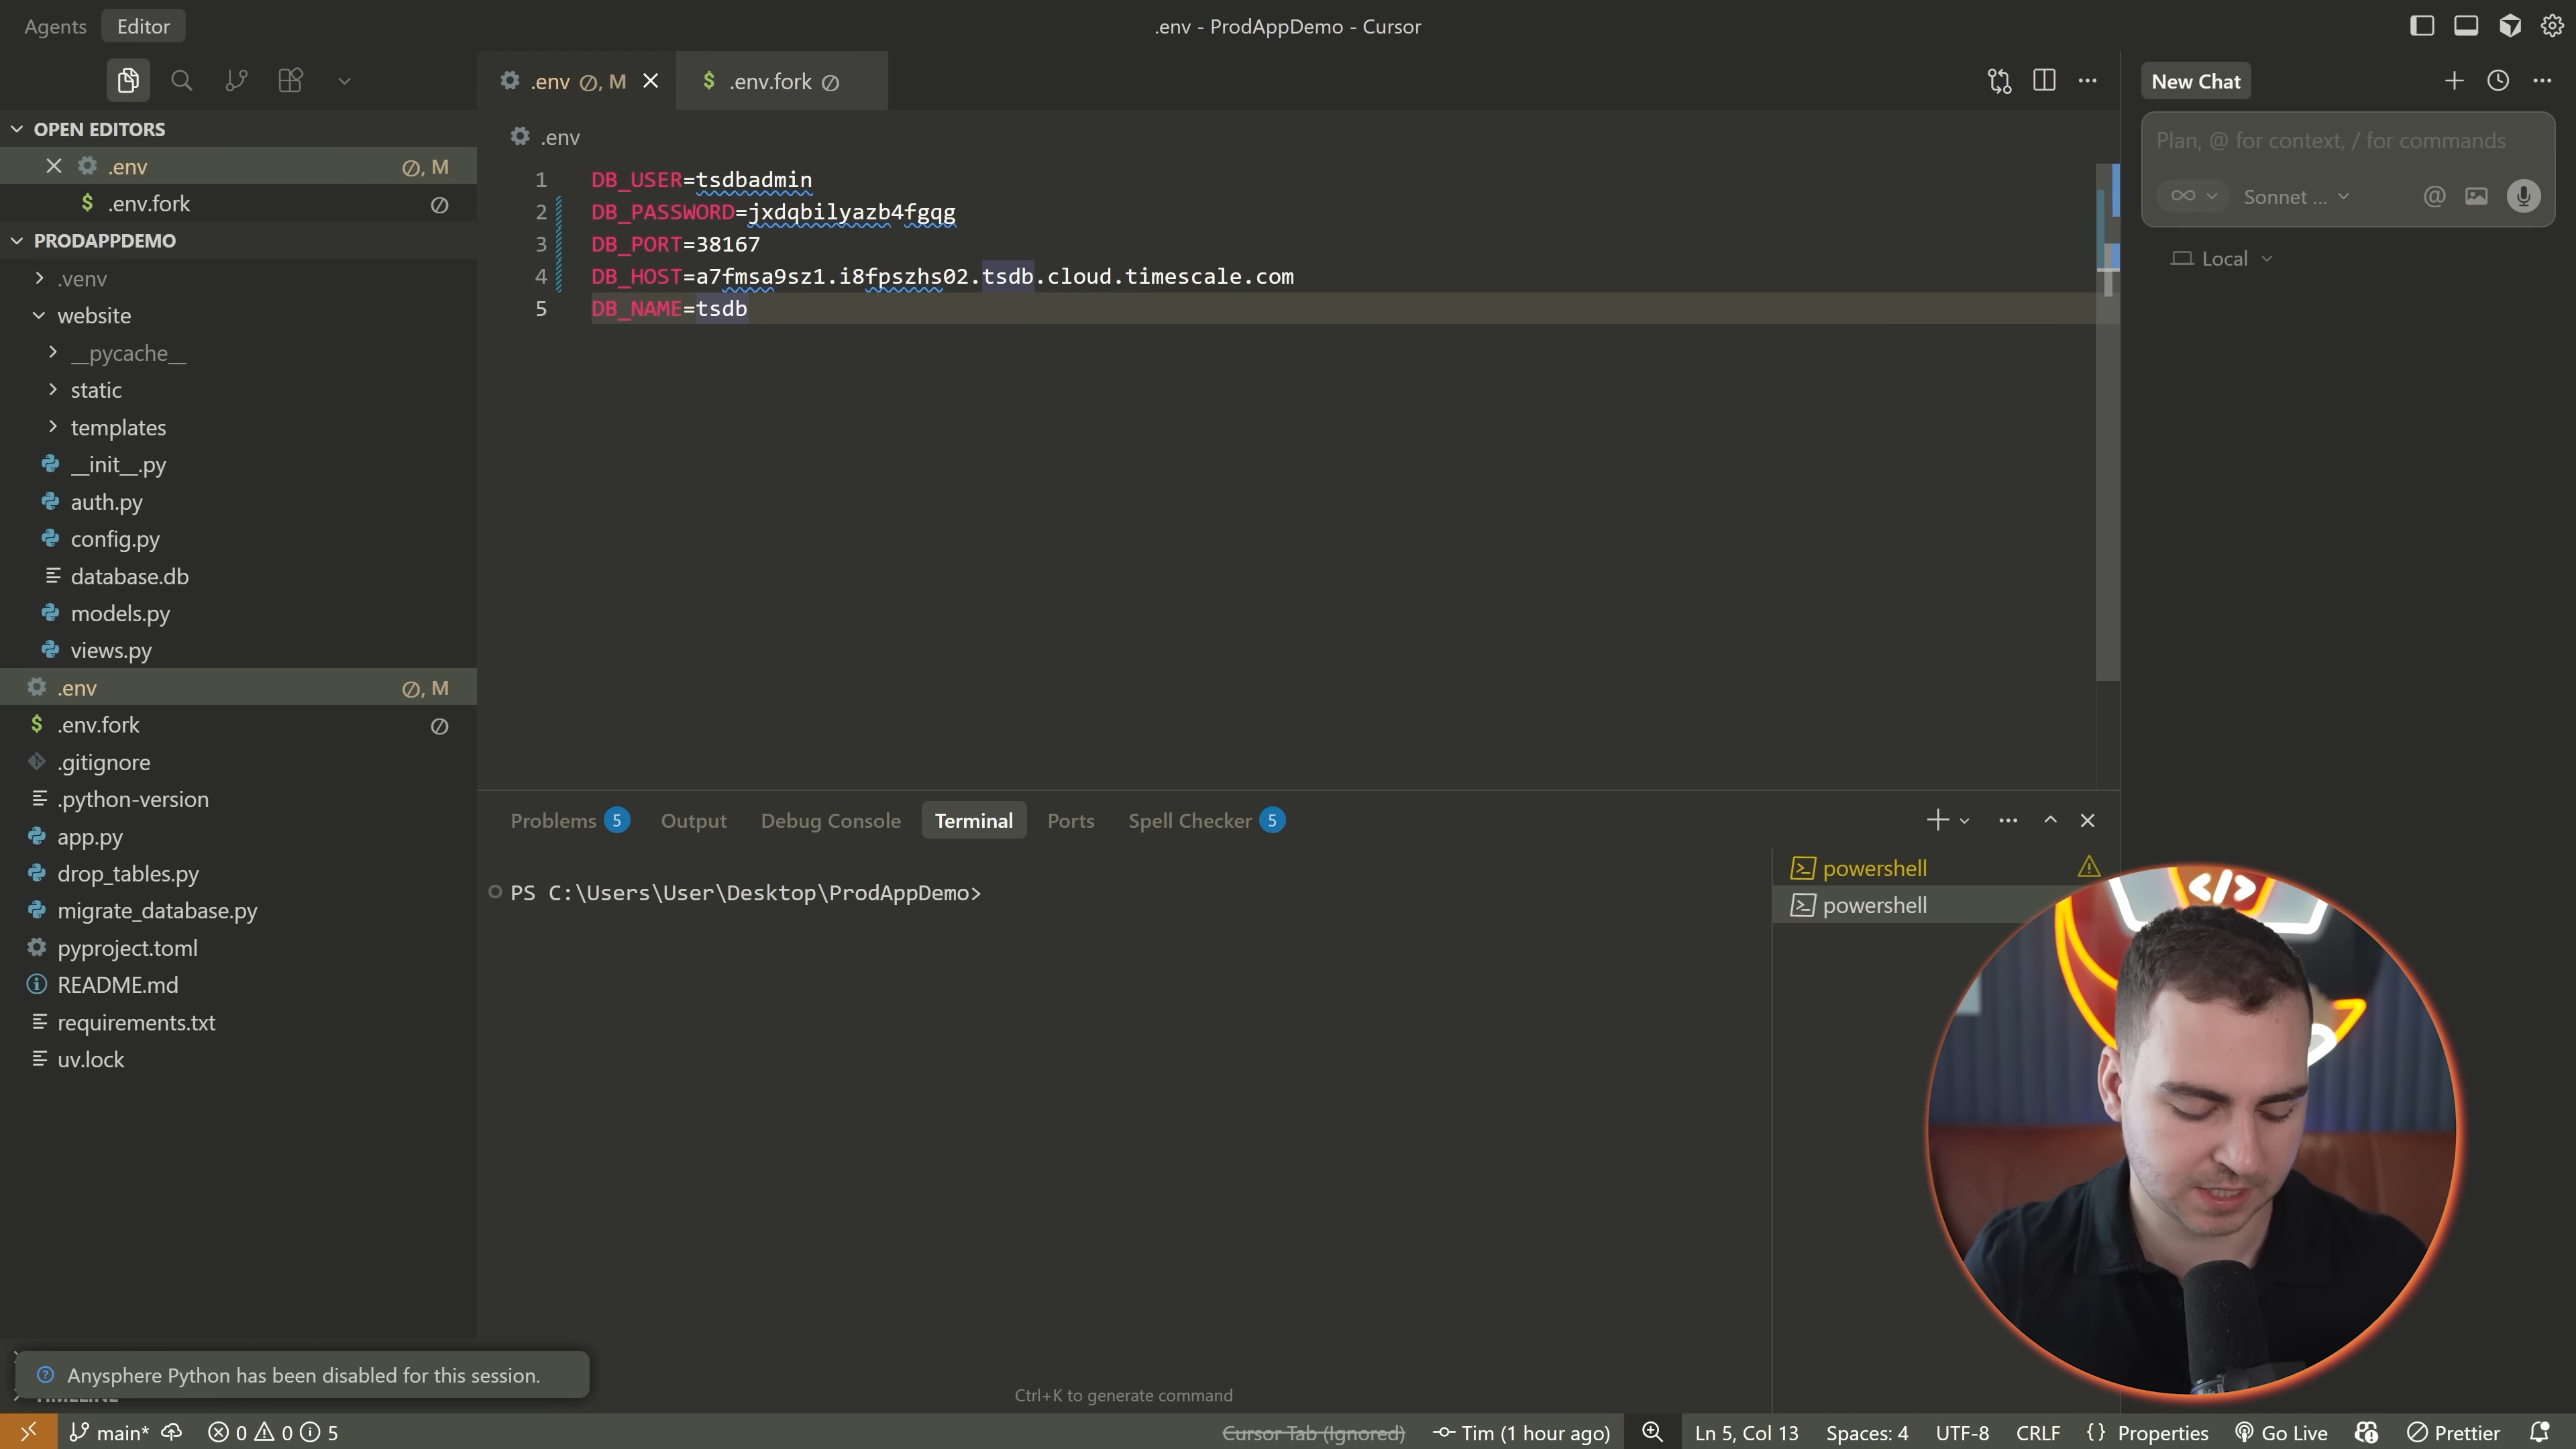 Agents Editor
.env - ProdAppDemo - Cursor
.env , M
.env.fork
New Chat
OPEN EDITORS
.env , M
.env.fork
PRODAPPDEMO
.venv
website
__pycache__
static
templates
__init__.py
auth.py
config.py
database.db
models.py
views.py
.env , M
.env.fork
.gitignore
.python-version
app.py
drop_tables.py
migrate_database.py
pyproject.toml
README.md
requirements.txt
uv.lock
.env
1 DB_USER=tsdbadmin
2 DB_PASSWORD=jxdqbilyazb4fgqg
3 DB_PORT=38167
4 DB_HOST=a7fmsa9sz1.i8fpszhs02.tsdb.cloud.timescale.com
5 DB_NAME=tsdb
Plan, @ for context, / for commands
Sonnet ...
Local
Problems 5 Output Debug Console Terminal Ports Spell Checker 5
PS C:\Users\User\Desktop\ProdAppDemo>
powershell
powershell
Ctrl+K to generate command
Anysphere Python has been disabled for this session.
main* 0 0 5
Cursor Tab (Ignored) Tim (1 hour ago) Ln 5, Col 13 Spaces: 4 UTF-8 CRLF {} Properties Go Live Prettier